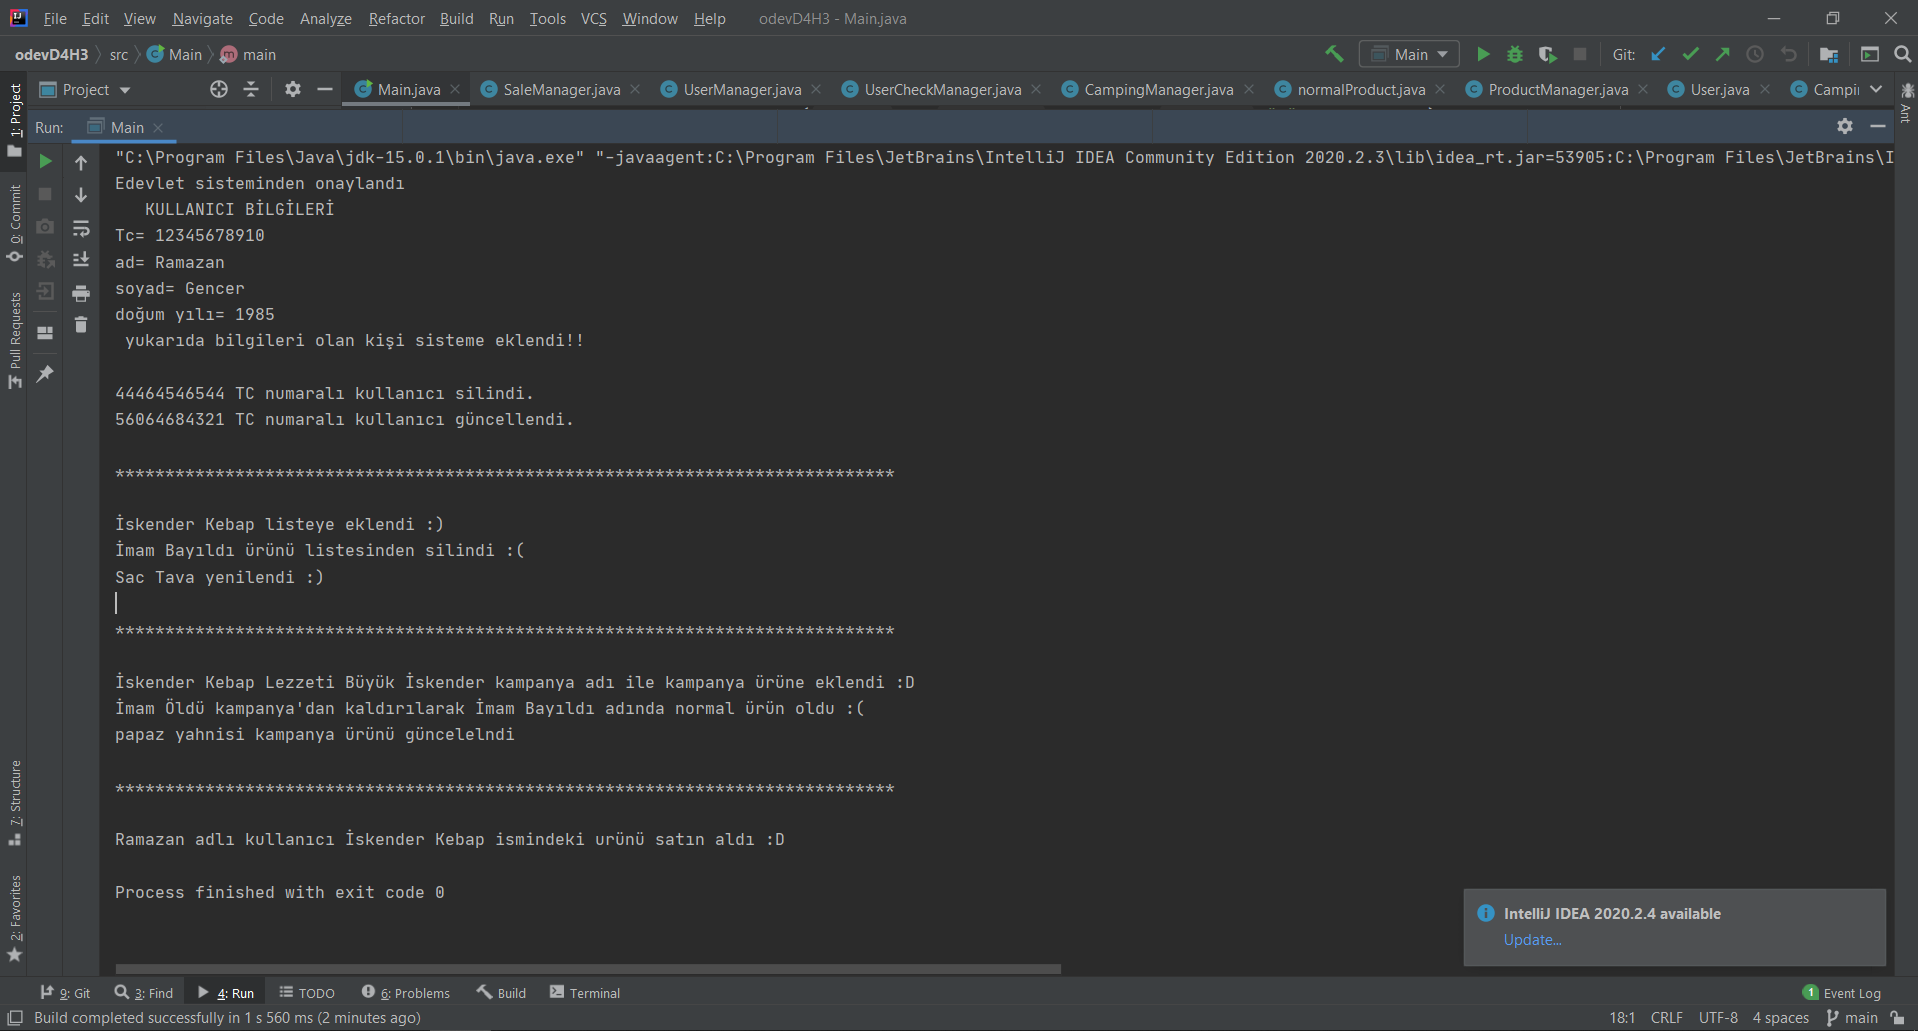 File Edit View Navigate Code Analyze Refactor Build Run Tools VCS Window Help odevD4H3 - Main.java
odevD4H3 src Main main
Main Git:
Project Main.java SaleManager.java UserManager.java UserCheckManager.java CampingManager.java normalProduct.java ProductManager.java User.java Campi
Run: Main
1: Project
0: Commit
Pull Requests
7: Structure
2: Favorites
Ant
"C:\Program Files\Java\jdk-15.0.1\bin\java.exe" "-javaagent:C:\Program Files\JetBrains\IntelliJ IDEA Community Edition 2020.2.3\lib\idea_rt.jar=53905:C:\Program Files\JetBrains\I
Edevlet sisteminden onaylandı
KULLANICI BİLGİLERİ
Tc= 12345678910
ad= Ramazan
soyad= Gencer
doğum yılı= 1985
yukarıda bilgileri olan kişi sisteme eklendi!!
44464546544 TC numaralı kullanıcı silindi.
56064684321 TC numaralı kullanıcı güncellendi.
******************************************************************************
İskender Kebap listeye eklendi :)
İmam Bayıldı ürünü listesinden silindi :(
Sac Tava yenilendi :)
******************************************************************************
İskender Kebap Lezzeti Büyük İskender kampanya adı ile kampanya ürüne eklendi :D
İmam Öldü kampanya'dan kaldırılarak İmam Bayıldı adında normal ürün oldu :(
papaz yahnisi kampanya ürünü güncelelndi
******************************************************************************
Ramazan adlı kullanıcı İskender Kebap ismindeki urünü satın aldı :D
Process finished with exit code 0
IntelliJ IDEA 2020.2.4 available
Update...
9: Git 3: Find 4: Run TODO 6: Problems Build Terminal 1 Event Log
Build completed successfully in 1 s 560 ms (2 minutes ago) 18:1 CRLF UTF-8 4 spaces main